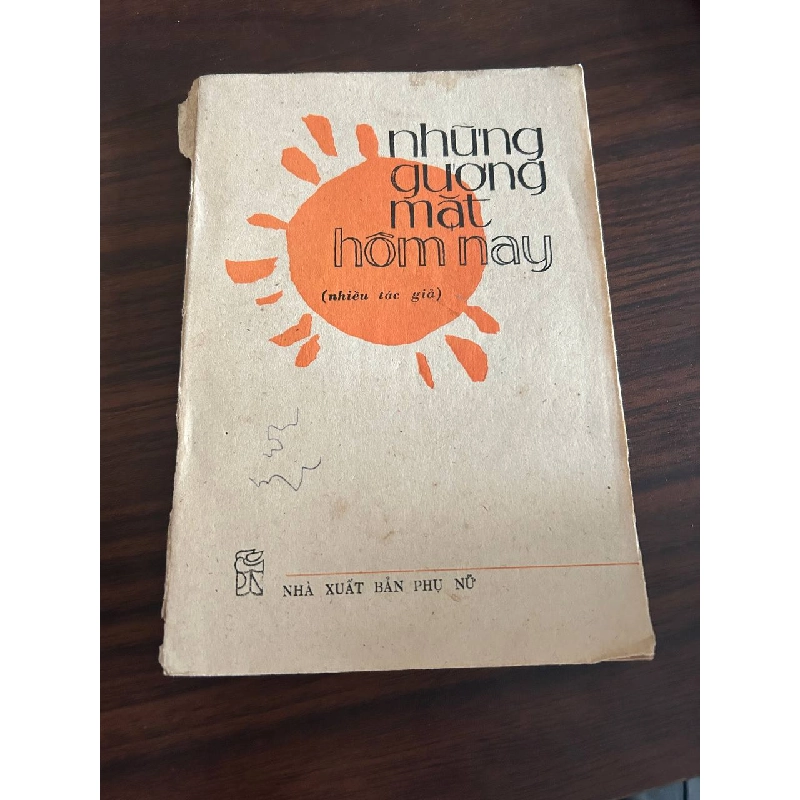 những
gương
mặt
hôm nay
(nhiều tác giả)
NHÀ XUẤT BẢN PHỤ NỮ